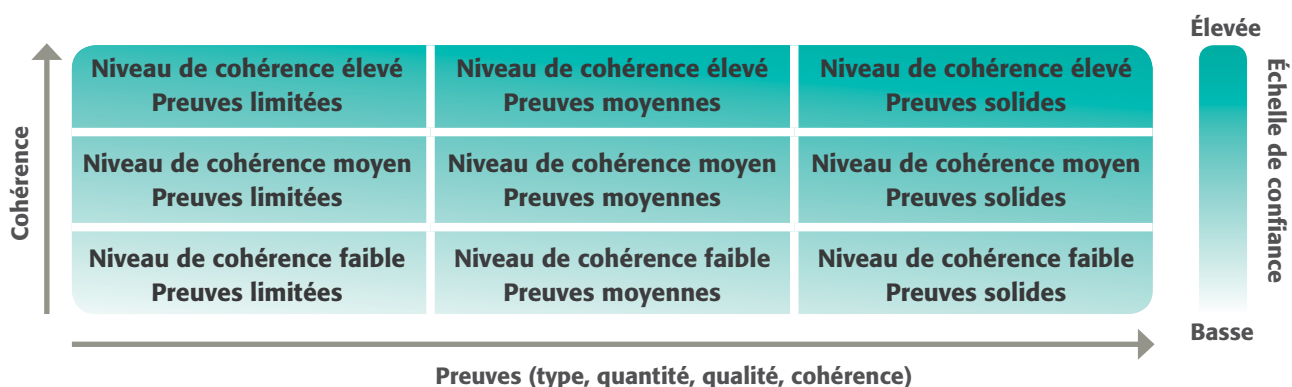 Élevée
Niveau de cohérence élevé
Preuves limitées
Niveau de cohérence élevé
Preuves moyennes
Niveau de cohérence élevé
Preuves solides
Niveau de cohérence moyen
Preuves limitées
Niveau de cohérence moyen
Preuves moyennes
Niveau de cohérence moyen
Preuves solides
Niveau de cohérence faible
Preuves limitées
Niveau de cohérence faible
Preuves moyennes
Niveau de cohérence faible
Preuves solides
Cohérence
Échelle de confiance
Basse
Preuves (type, quantité, qualité, cohérence)